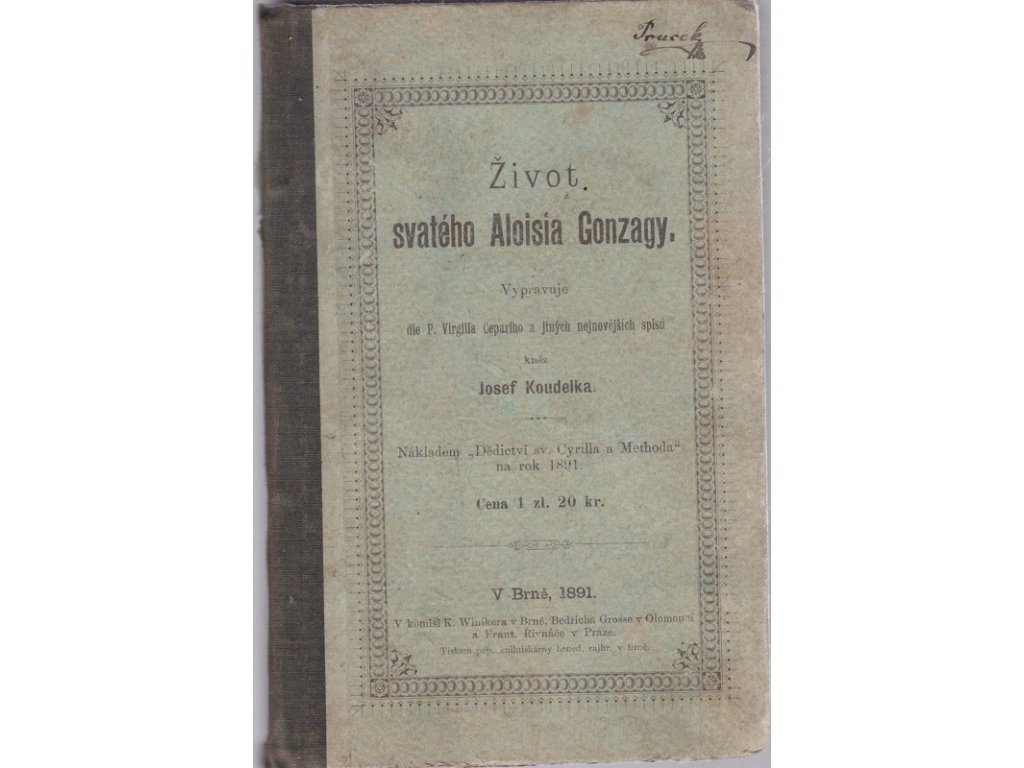 Prucek
Život
svatého Aloisia Gonzagy.
Vypravuje
dle P. Virgilia Cepariho a jiných nejnovějších spisů
kněz
Josef Koudelka.
Nákladem „Dědictví sv. Cyrilla a Methoda“
na rok 1891.
Cena 1 zl. 20 kr.
V Brně, 1891.
V komisi K. Winikera v Brně, Bedřicha Grosse v Olomouci
a Frant. Řivnáče v Praze.
Tiskem pap. knihtiskárny bened. rajhr. v Brně.